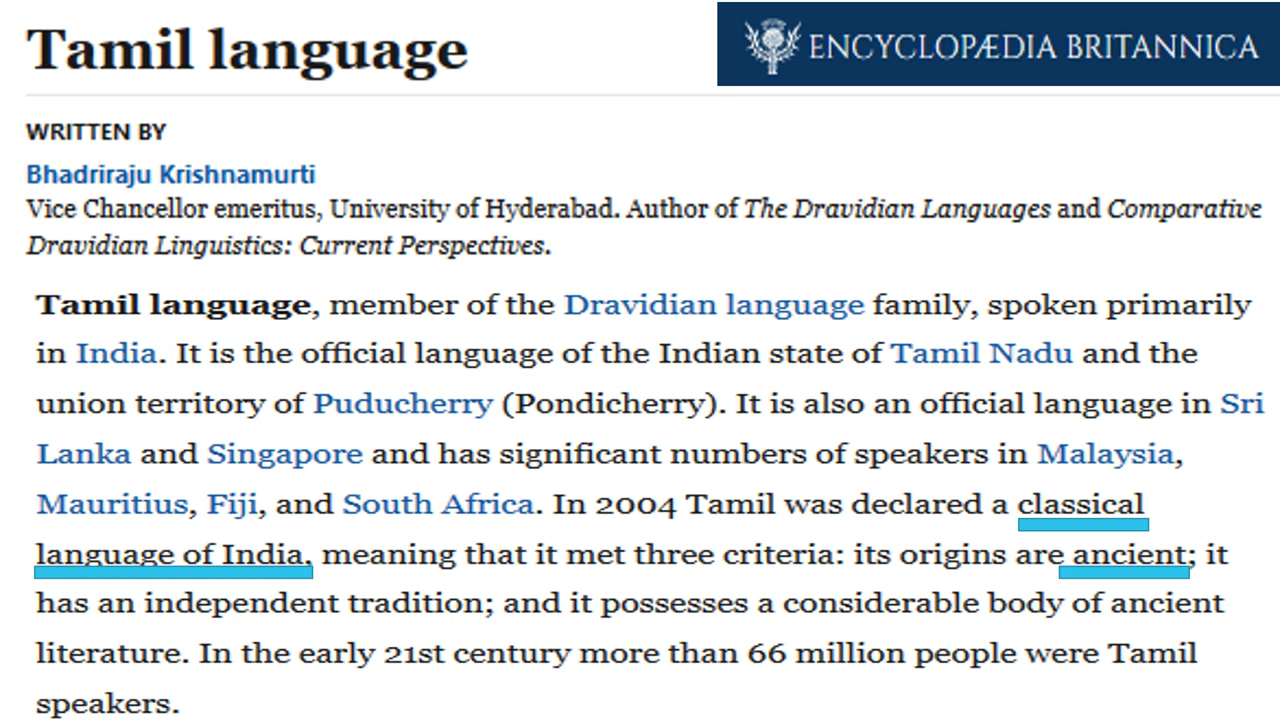 Tamil language
ENCYCLOPÆDIA BRITANNICA
WRITTEN BY
Bhadriraju Krishnamurti
Vice Chancellor emeritus, University of Hyderabad. Author of The Dravidian Languages and Comparative
Dravidian Linguistics: Current Perspectives.
Tamil language, member of the Dravidian language family, spoken primarily
in India. It is the official language of the Indian state of Tamil Nadu and the
union territory of Puducherry (Pondicherry). It is also an official language in Sri
Lanka and Singapore and has significant numbers of speakers in Malaysia,
Mauritius, Fiji, and South Africa. In 2004 Tamil was declared a classical
language of India, meaning that it met three criteria: its origins are ancient; it
has an independent tradition; and it possesses a considerable body of ancient
literature. In the early 21st century more than 66 million people were Tamil
speakers.